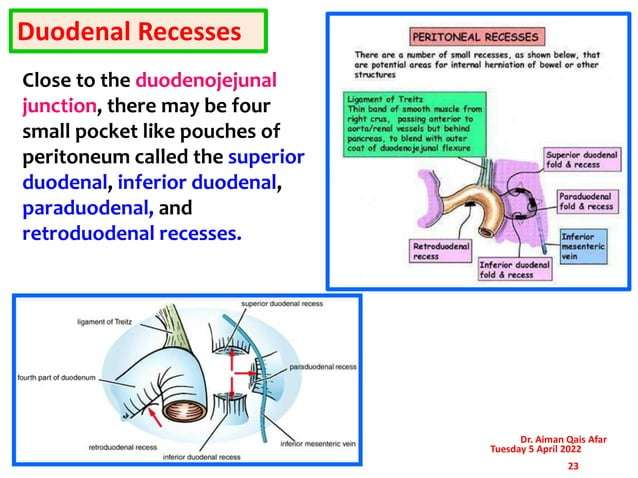 Duodenal Recesses
Close to the duodenojejunal
junction, there may be four
small pocket like pouches of
peritoneum called the superior
duodenal, inferior duodenal,
paraduodenal, and
retroduodenal recesses.
PERITONEAL RECESSES
There are a number of small recesses, as shown below, that
are potential areas for internal herniation of bowel or other
structures
Ligament of Treitz
Thin band of smooth muscle from
right crus, passing anterior to
aorta/renal vessels but behind
pancreas, to blend with outer
coat of duodenojejunal flexure
Superior duodenal
fold & recess
Paraduodenal
fold & recess
Retroduodenal
recess
Inferior
mesenteric
vein
Inferior duodenal
fold & recess
superior duodenal recess
ligament of Treitz
paraduodenal recess
fourth part of duodenum
retroduodenal recess
inferior mesenteric vein
inferior duodenal recess
Dr. Aiman Qais Afar
Tuesday 5 April 2022
23